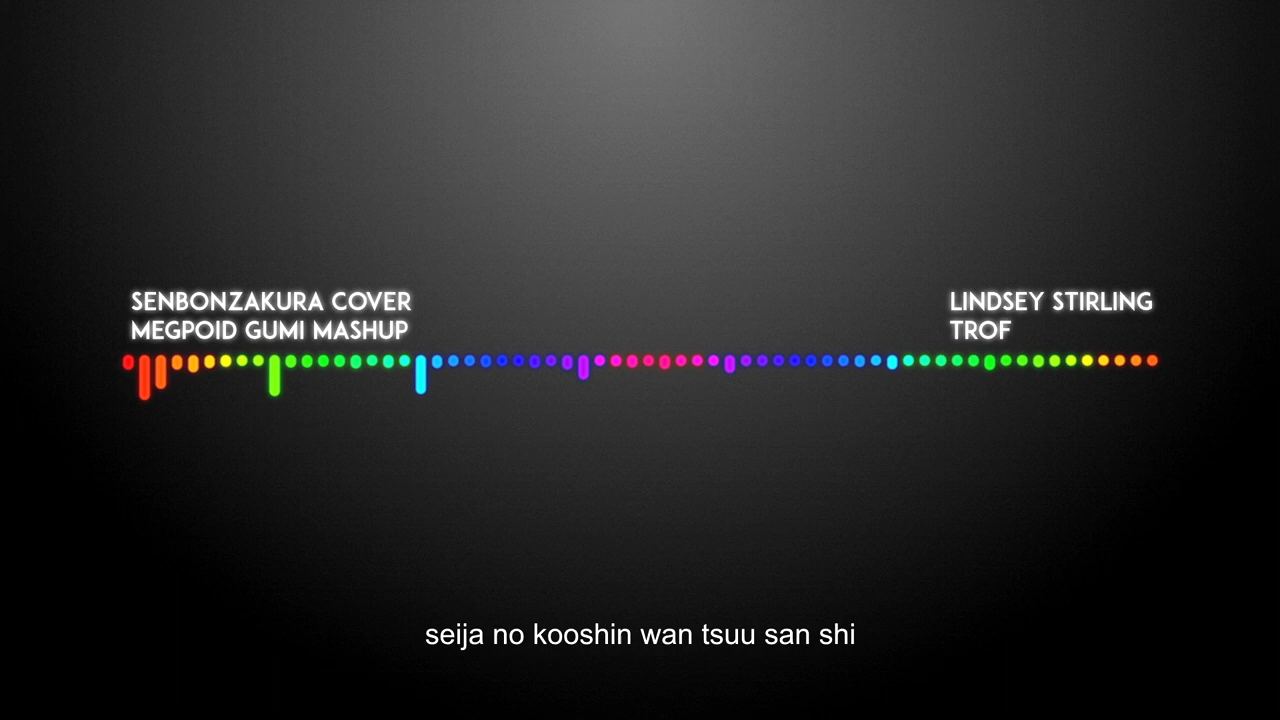 SENBONZAKURA COVER
MEGPOID GUMI MASHUP
LINDSEY STIRLING
TROF
seija no kooshin wan tsuu san shi